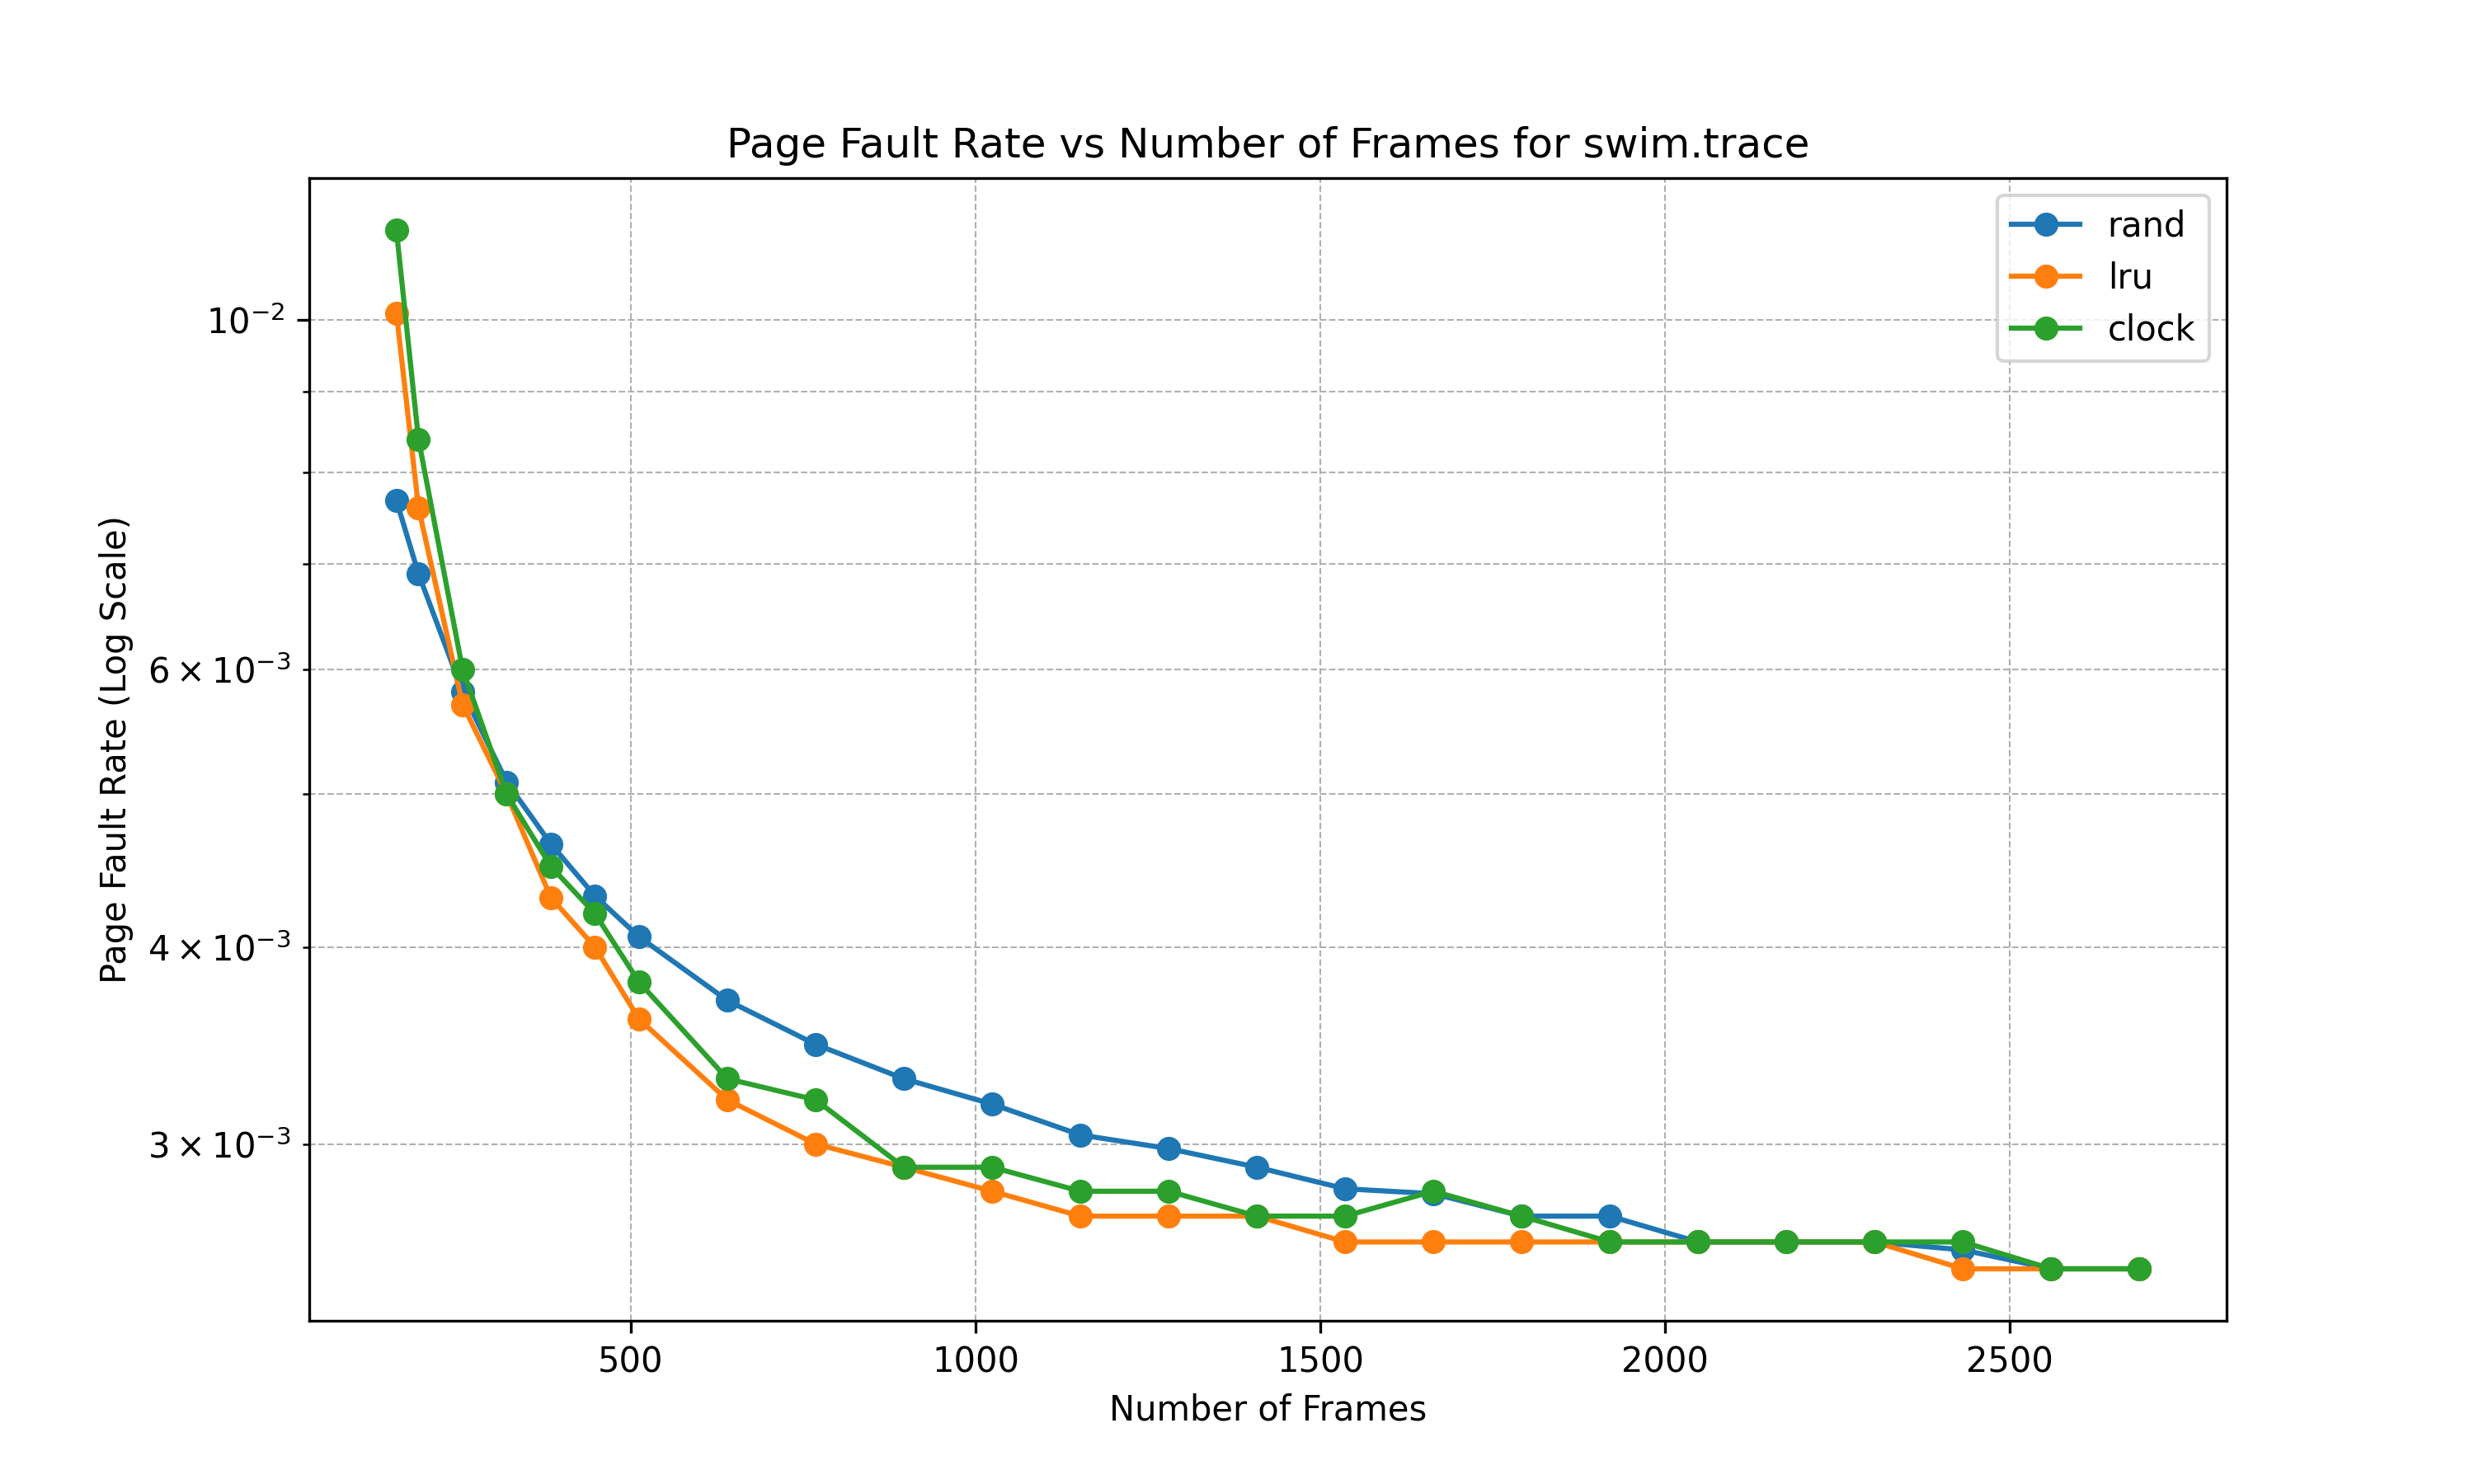 Page Fault Rate vs Number of Frames for swim.trace
rand
lru
clock
Page Fault Rate (Log Scale)
10⁻²
6 × 10⁻³
4 × 10⁻³
3 × 10⁻³
500 1000 1500 2000 2500
Number of Frames